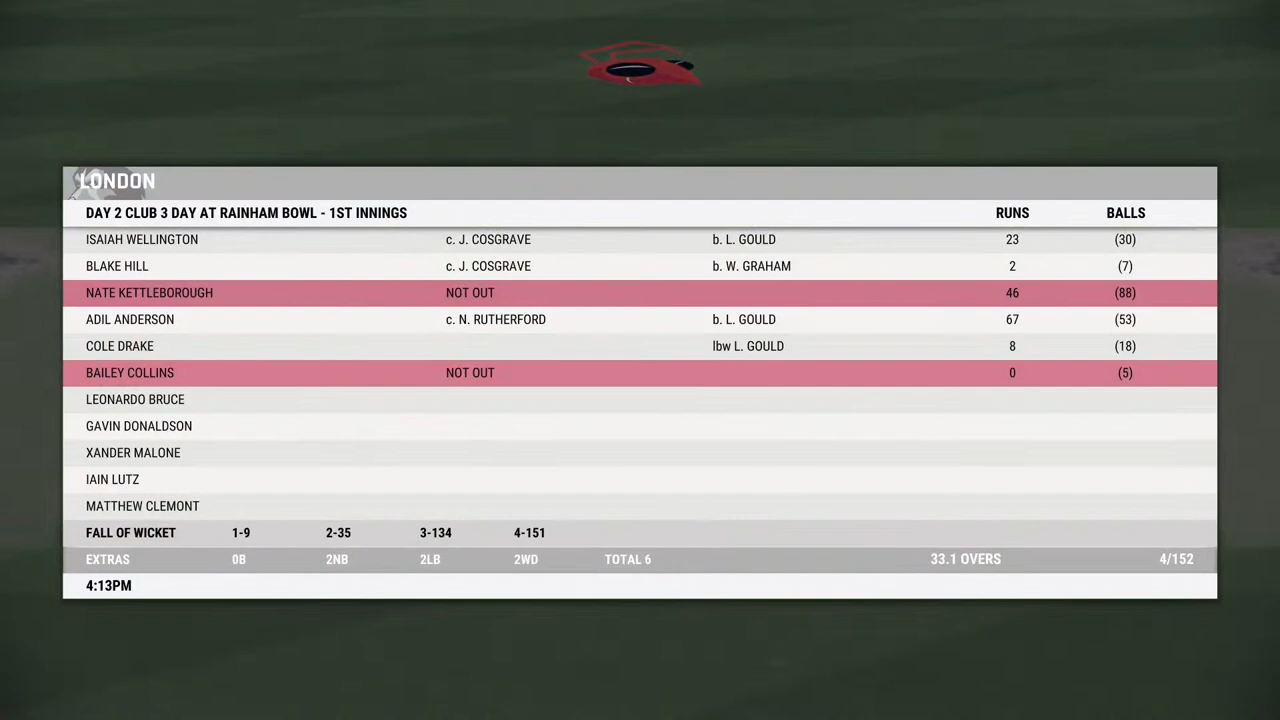 LONDON
DAY 2 CLUB 3 DAY AT RAINHAM BOWL - 1ST INNINGS RUNS BALLS
ISAIAH WELLINGTON c. J. COSGRAVE b. L. GOULD 23 (30)
BLAKE HILL c. J. COSGRAVE b. W. GRAHAM 2 (7)
NATE KETTLEBOROUGH NOT OUT 46 (88)
ADIL ANDERSON c. N. RUTHERFORD b. L. GOULD 67 (53)
COLE DRAKE lbw L. GOULD 8 (18)
BAILEY COLLINS NOT OUT 0 (5)
LEONARDO BRUCE
GAVIN DONALDSON
XANDER MALONE
IAIN LUTZ
MATTHEW CLEMONT
FALL OF WICKET 1-9 2-35 3-134 4-151
EXTRAS 0B 2NB 2LB 2WD TOTAL 6 33.1 OVERS 4/152
4:13PM